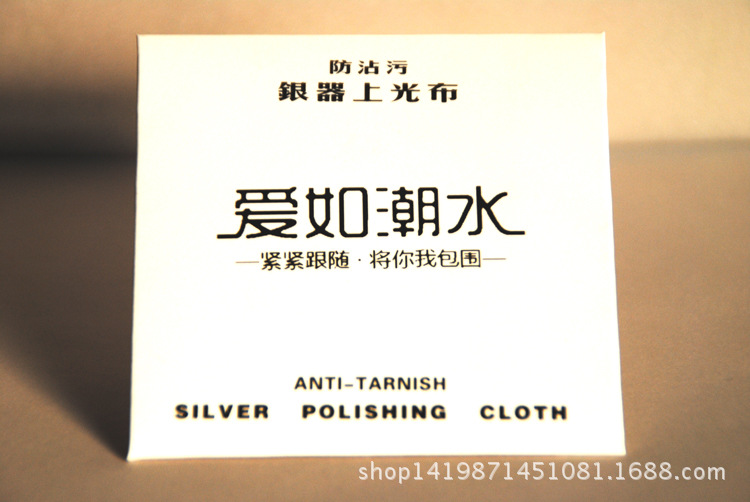 防沾污
銀器上光布
爱如潮水
—紧紧跟随·将你我包围—
ANTI-TARNISH
SILVER POLISHING CLOTH
shop1419871451081.1688.com